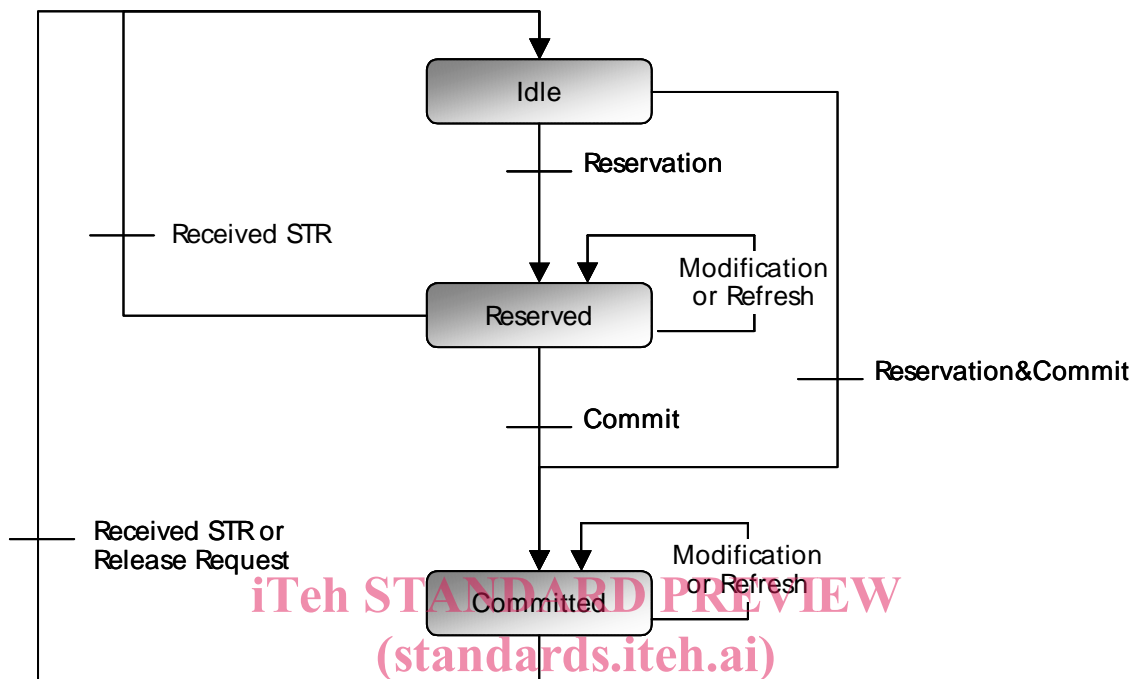 Idle
Reservation
Received STR
Modification
or Refresh
Reserved
Reservation&Commit
Commit
Received STR or
Release Request
Modification
or Refresh
iTeh STANDARD PREVIEW
Committed
(standards.iteh.ai)